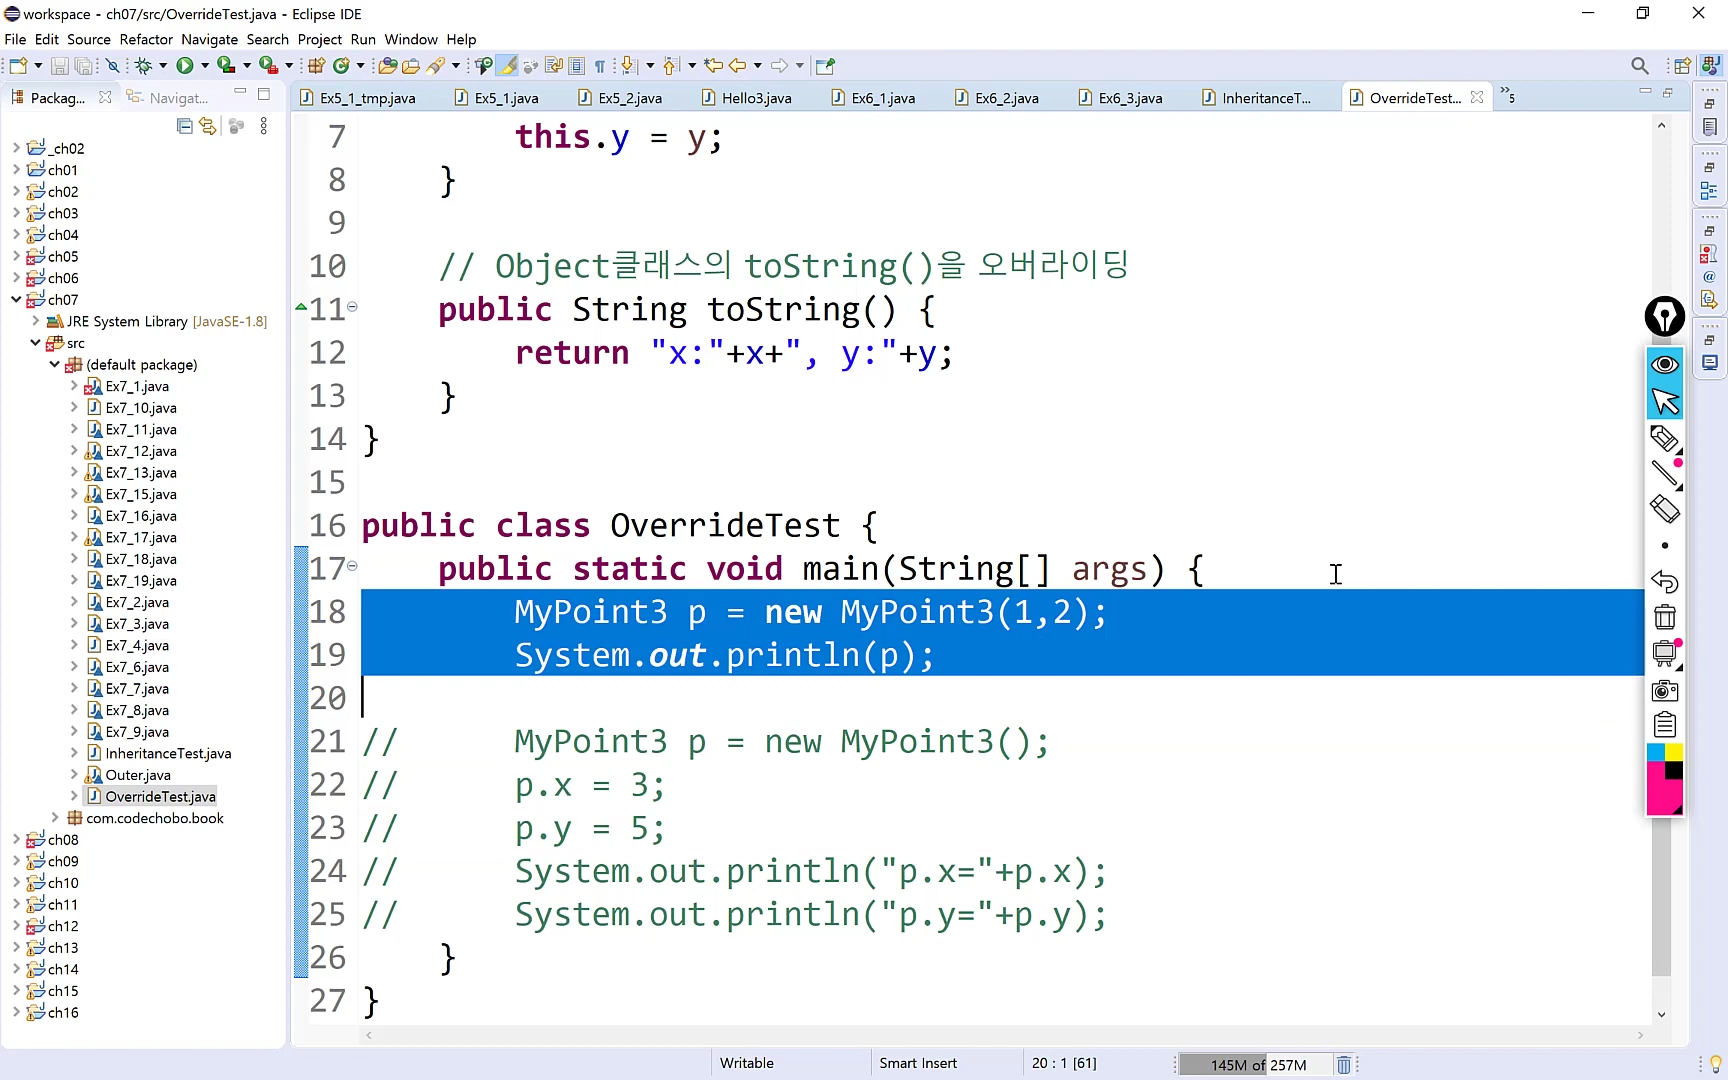 workspace - ch07/src/OverrideTest.java - Eclipse IDE
File Edit Source Refactor Navigate Search Project Run Window Help
Packag... Navigat...
Ex5_1_tmp.java Ex5_1.java Ex5_2.java Hello3.java Ex6_1.java Ex6_2.java Ex6_3.java InheritanceT... OverrideTest... »5
_ch02
ch01
ch02
ch03
ch04
ch05
ch06
ch07
JRE System Library [JavaSE-1.8]
src
(default package)
Ex7_1.java
Ex7_10.java
Ex7_11.java
Ex7_12.java
Ex7_13.java
Ex7_15.java
Ex7_16.java
Ex7_17.java
Ex7_18.java
Ex7_19.java
Ex7_2.java
Ex7_3.java
Ex7_4.java
Ex7_6.java
Ex7_7.java
Ex7_8.java
Ex7_9.java
InheritanceTest.java
Outer.java
OverrideTest.java
com.codechobo.book
ch08
ch09
ch10
ch11
ch12
ch13
ch14
ch15
ch16
7 this.y = y;
8 }
9
10 // Object클래스의 toString()을 오버라이딩
11 public String toString() {
12 return "x:"+x+", y:"+y;
13 }
14 }
15
16 public class OverrideTest {
17 public static void main(String[] args) {
18 MyPoint3 p = new MyPoint3(1,2);
19 System.out.println(p);
20
21 // MyPoint3 p = new MyPoint3();
22 // p.x = 3;
23 // p.y = 5;
24 // System.out.println("p.x="+p.x);
25 // System.out.println("p.y="+p.y);
26 }
27 }
Writable Smart Insert 20 : 1 [61] 145M of 257M